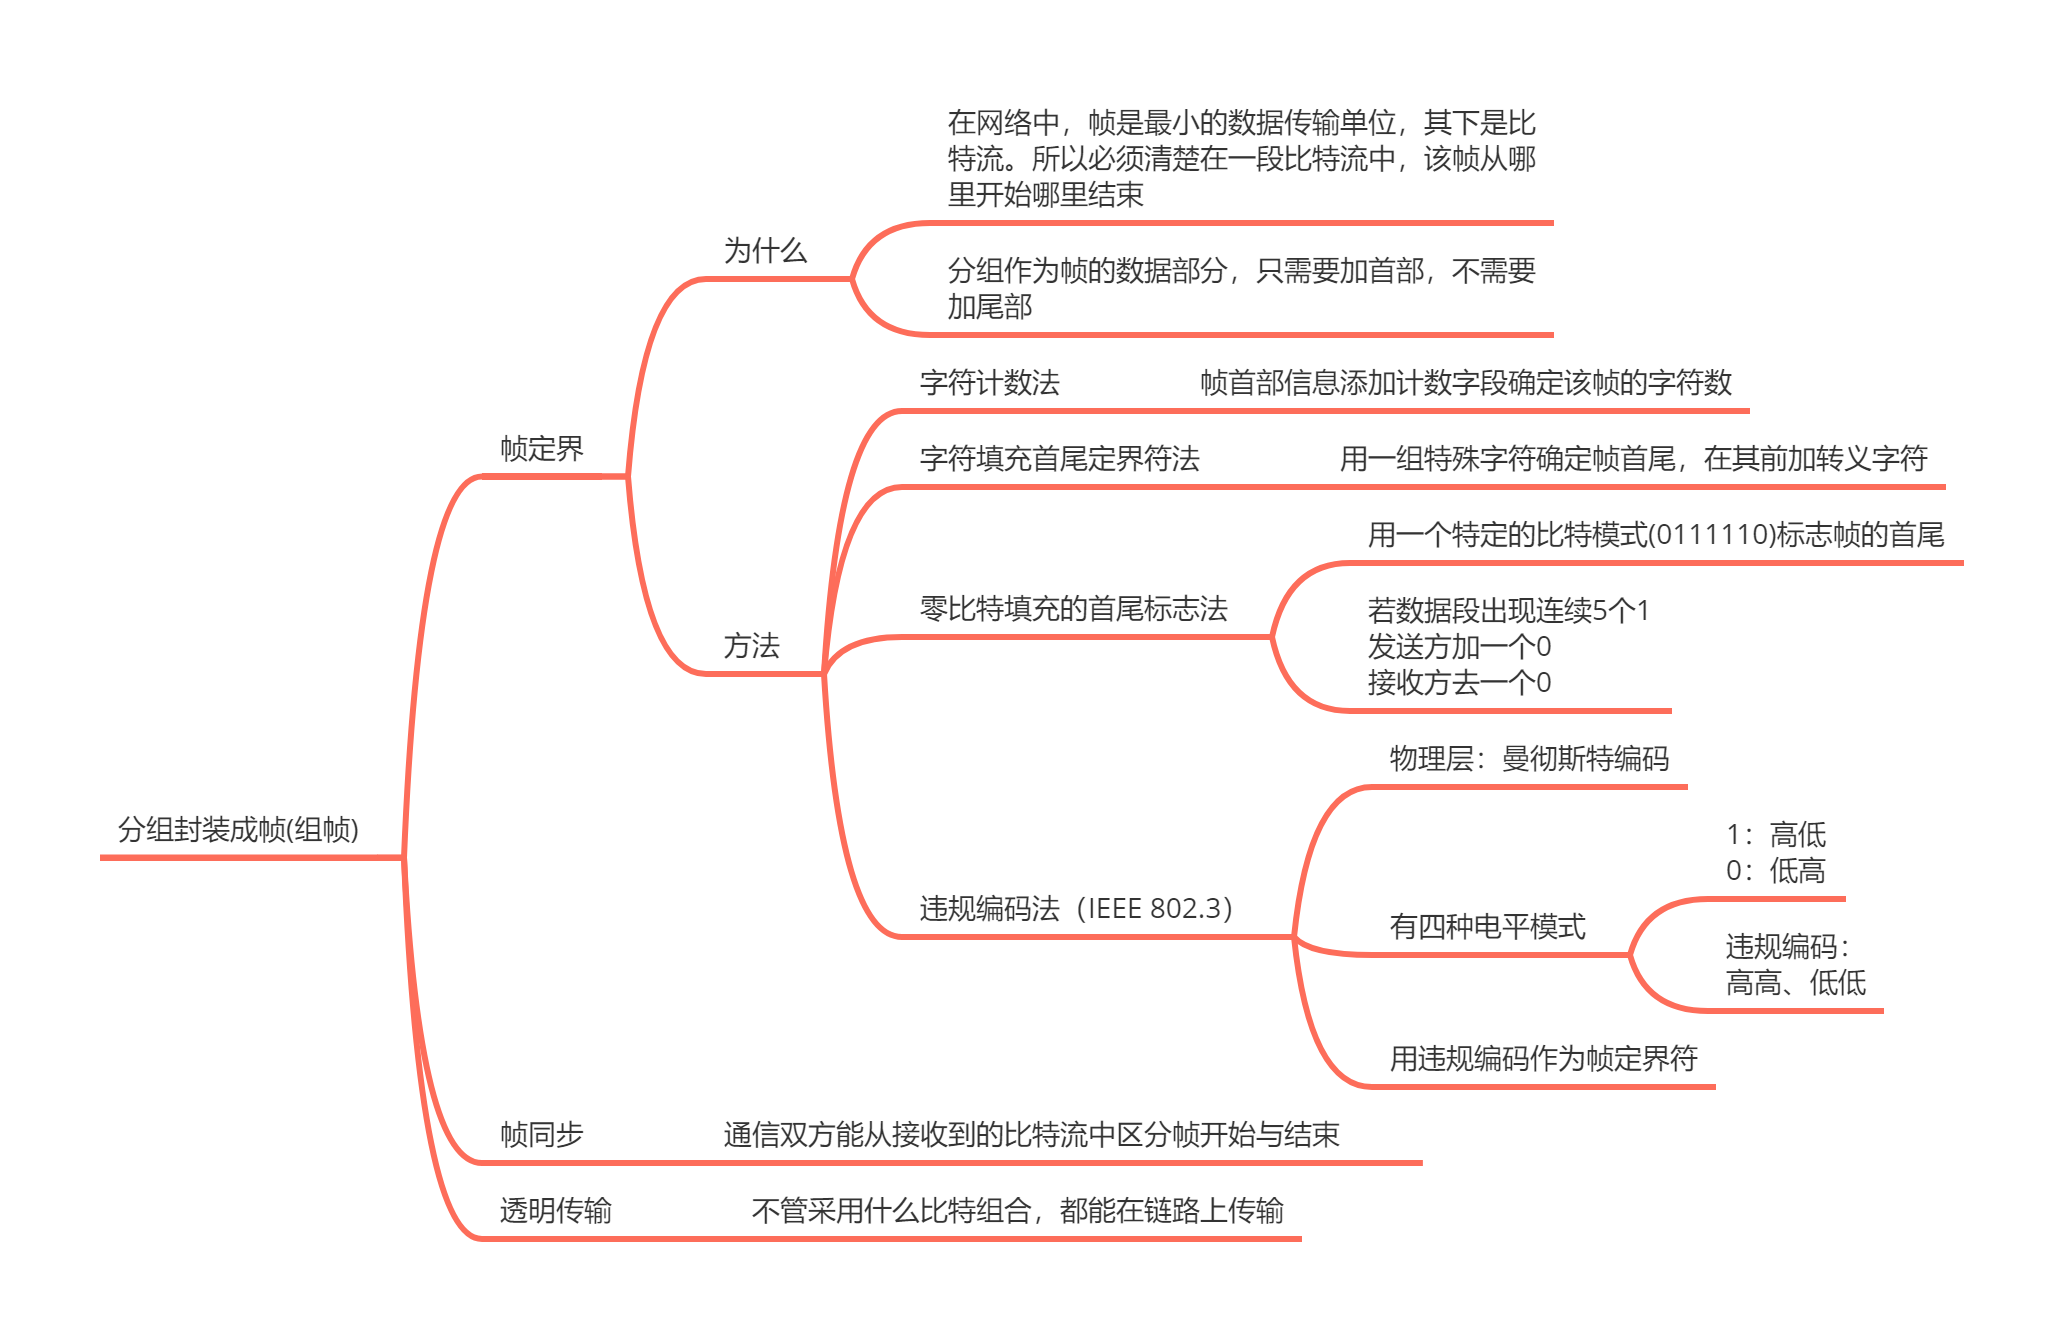 分组封装成帧(组帧)
帧定界
为什么
在网络中，帧是最小的数据传输单位，其下是比
特流。所以必须清楚在一段比特流中，该帧从哪
里开始哪里结束
分组作为帧的数据部分，只需要加首部，不需要
加尾部
方法
字符计数法
帧首部信息添加计数字段确定该帧的字符数
字符填充首尾定界符法
用一组特殊字符确定帧首尾，在其前加转义字符
零比特填充的首尾标志法
用一个特定的比特模式(0111110)标志帧的首尾
若数据段出现连续5个1
发送方加一个0
接收方去一个0
违规编码法（IEEE 802.3）
物理层：曼彻斯特编码
有四种电平模式
1：高低
0：低高
违规编码：
高高、低低
用违规编码作为帧定界符
帧同步
通信双方能从接收到的比特流中区分帧开始与结束
透明传输
不管采用什么比特组合，都能在链路上传输